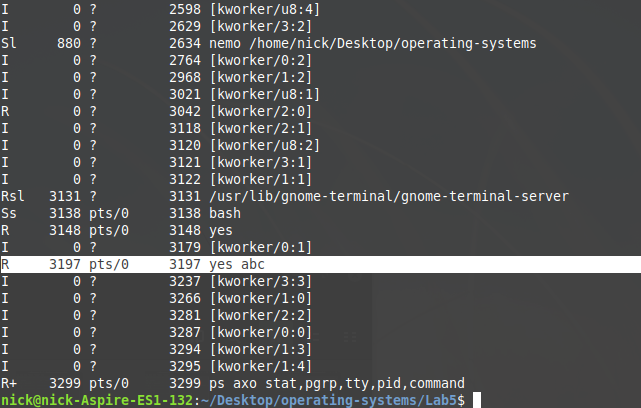 I        0 ?         2598 [kworker/u8:4]
I        0 ?         2629 [kworker/3:2]
Sl     880 ?         2634 nemo /home/nick/Desktop/operating-systems
I        0 ?         2764 [kworker/0:2]
I        0 ?         2968 [kworker/1:2]
I        0 ?         3021 [kworker/u8:1]
R        0 ?         3042 [kworker/2:0]
I        0 ?         3118 [kworker/2:1]
I        0 ?         3120 [kworker/u8:2]
I        0 ?         3121 [kworker/3:1]
I        0 ?         3122 [kworker/1:1]
Rsl   3131 ?         3131 /usr/lib/gnome-terminal/gnome-terminal-server
Ss    3138 pts/0     3138 bash
R     3148 pts/0     3148 yes
I        0 ?         3179 [kworker/0:1]
R     3197 pts/0     3197 yes abc
I        0 ?         3237 [kworker/3:3]
I        0 ?         3266 [kworker/1:0]
I        0 ?         3281 [kworker/2:2]
I        0 ?         3287 [kworker/0:0]
I        0 ?         3294 [kworker/1:3]
I        0 ?         3295 [kworker/1:4]
R+    3299 pts/0     3299 ps axo stat,pgrp,tty,pid,command
nick@nick-Aspire-ES1-132:~/Desktop/operating-systems/Lab5$